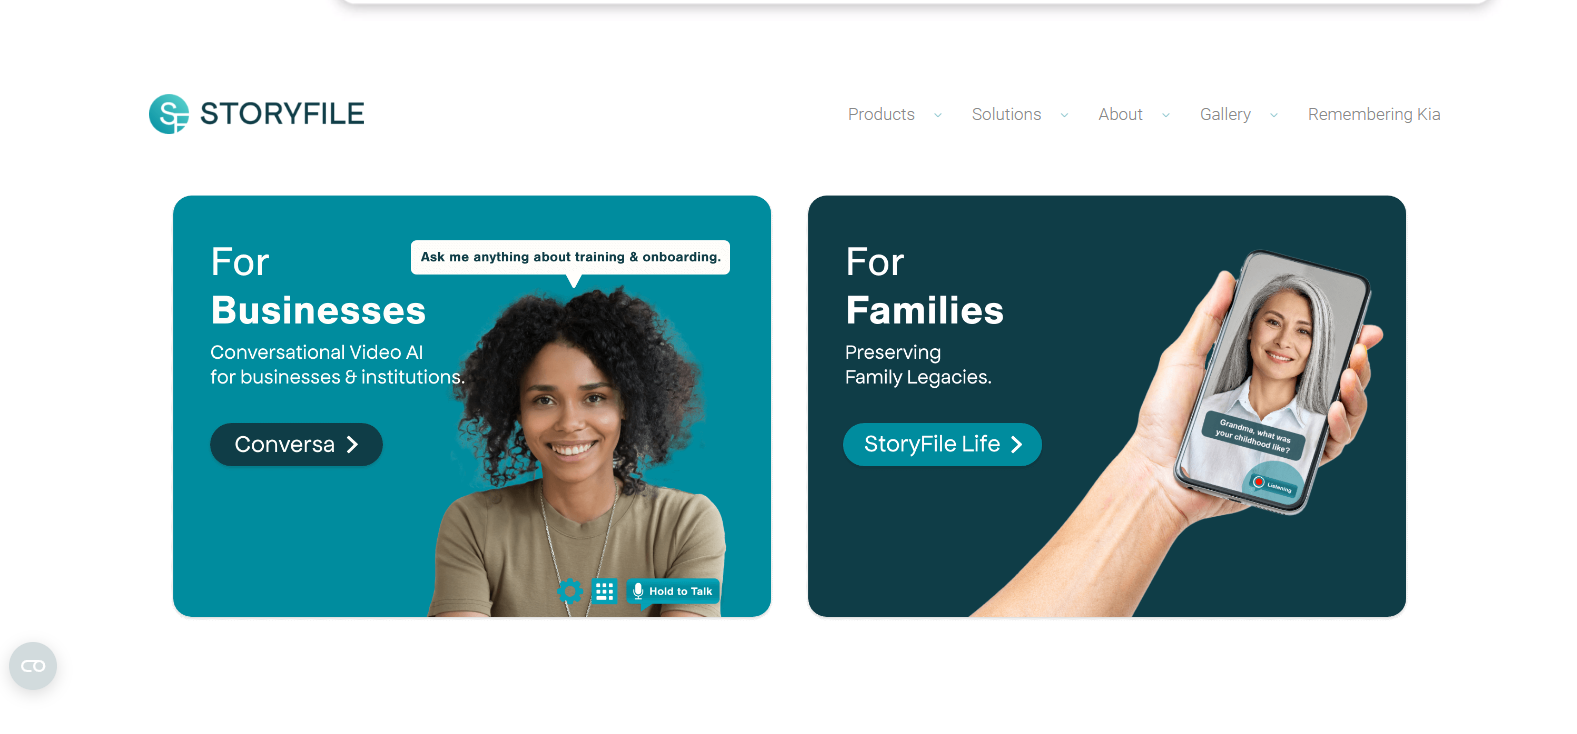 STORYFILE
Products
Solutions
About
Gallery
Remembering Kia
For
Businesses
Conversational Video AI
for businesses & institutions.
Conversa
Ask me anything about training & onboarding.
Hold to Talk
For
Families
Preserving
Family Legacies.
StoryFile Life
Grandma, what was
your childhood like?
Listening